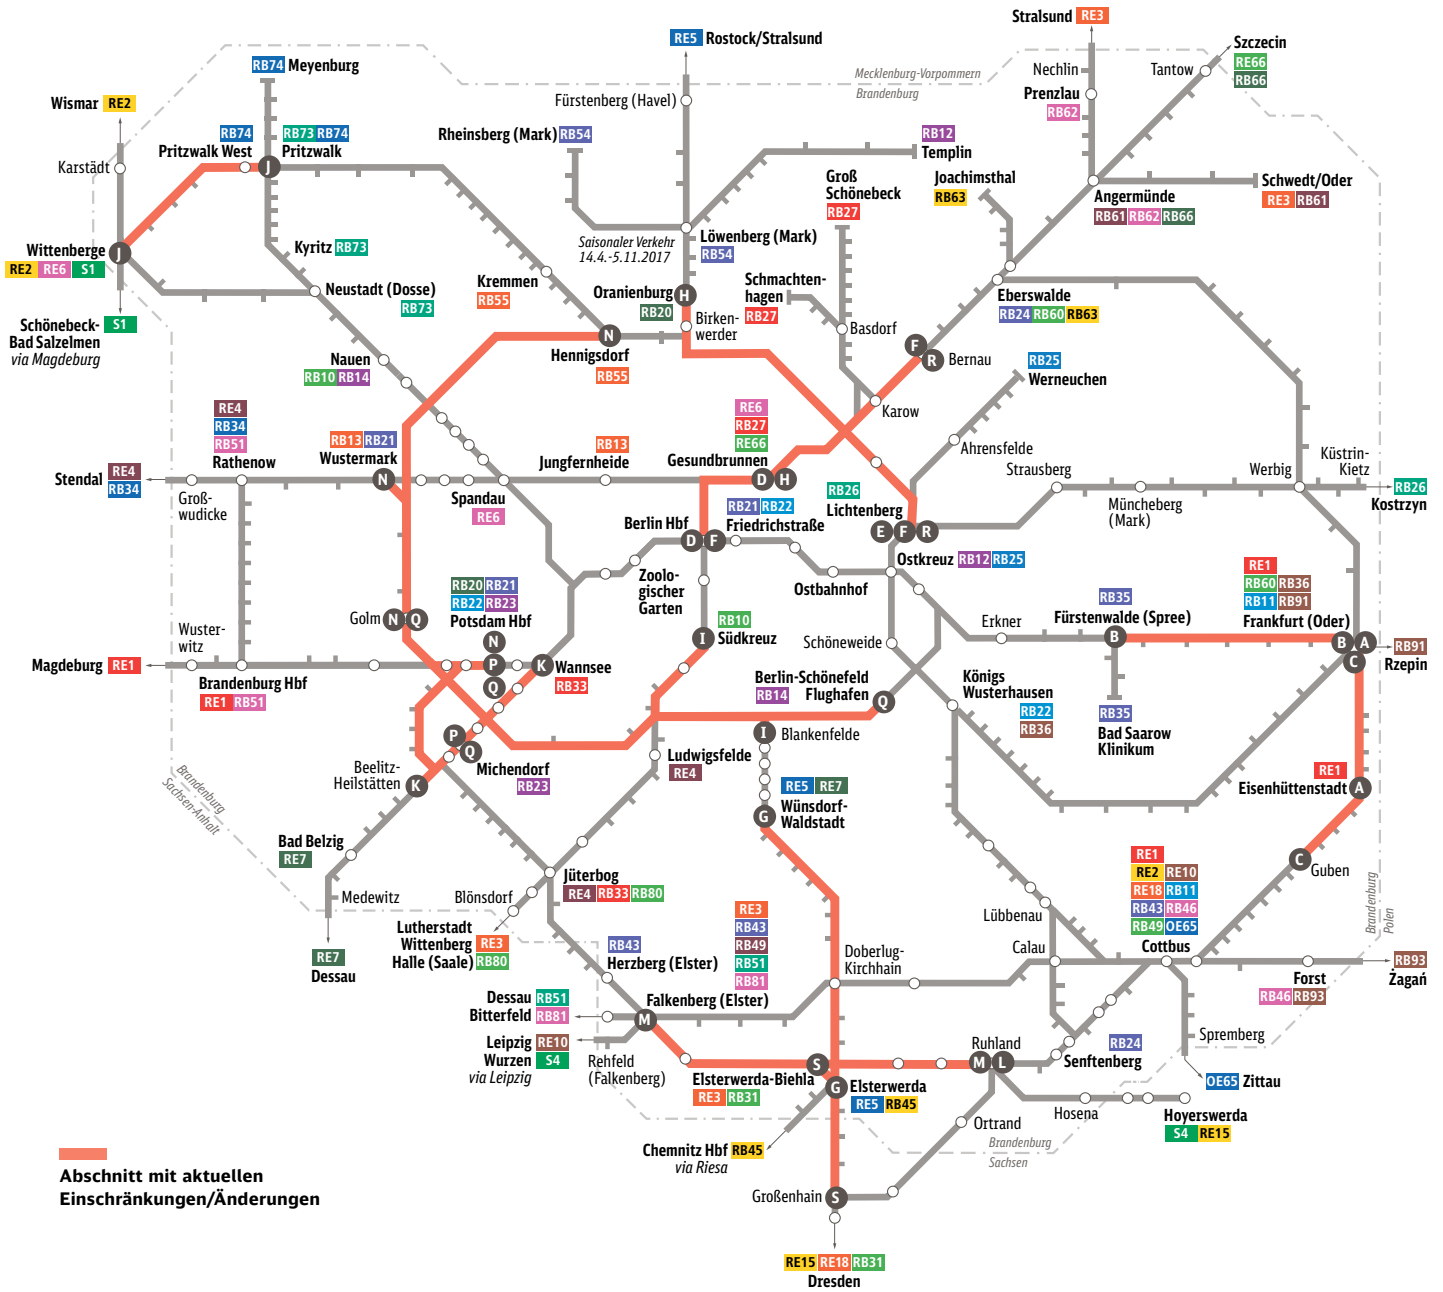 Stralsund RE3
RE5 Rostock/Stralsund
Szczecin
RE66
RB66
RB74 Meyenburg
Nechlin
Tantow
Mecklenburg-Vorpommern
Brandenburg
Prenzlau
RB62
Wismar RE2
Fürstenberg (Havel)
RB74
RB73 RB74
Pritzwalk West
Pritzwalk
Rheinsberg (Mark) RB54
RB12
Templin
Karstädt
Groß
Schönebeck
RB27
Joachimsthal
RB63
Angermünde
RB61 RB62 RB66
Schwedt/Oder
RE3 RB61
J
J
Wittenberge
RE2 RE6 S1
Kyritz RB73
Saisonaler Verkehr
14.4.-5.11.2017
Löwenberg (Mark)
RB54
Schmachten-
hagen
RB27
Kremmen
RB55
Oranienburg
RB20
H
Neustadt (Dosse)
RB73
Eberswalde
RB24 RB60 RB63
Schönebeck-
Bad Salzelmen
via Magdeburg
S1
Birken-
werder
Basdorf
N
Hennigsdorf
RB55
F
R
Bernau
RB25
Werneuchen
Nauen
RB10 RB14
Karow
RE4
RB34
RB51
Rathenow
RB13 RB21
Wustermark
RB13
Jungfernheide
RE6
RB27
RE66
Gesundbrunnen
Ahrensfelde
Strausberg
Werbig
Küstrin-
Kietz
Stendal
RE4
RB34
Groß-
wudicke
N
Spandau
RE6
D H
RB26
Lichtenberg
Müncheberg
(Mark)
RB26
Kostrzyn
RB21 RB22
Friedrichstraße
Berlin Hbf
D F
E F R
Ostkreuz RB12 RB25
Zoolo-
gischer
Garten
Ostbahnhof
RB20 RB21
RB22 RB23
Potsdam Hbf
RE1
RB60 RB36
RB11 RB91
Frankfurt (Oder)
RB35
Fürstenwalde (Spree)
Golm N Q
RB10
Südkreuz
I
Erkner
N
B
B A
C
RB91
Rzepin
Wuster-
witz
Schöneweide
Magdeburg RE1
P
K
Wannsee
RB33
Q
Brandenburg Hbf
RE1 RB51
Berlin-Schönefeld
Flughafen
RB14
Q
Königs
Wusterhausen
RB22
RB36
RB35
Bad Saarow
Klinikum
P
Q
I
Blankenfelde
Michendorf
RB23
Ludwigsfelde
RE4
Beelitz-
Heilstätten
K
Brandenburg
Sachsen-Anhalt
RE5 RE7
Wünsdorf-
Waldstadt
G
RE1
Eisenhüttenstadt
A
Bad Belzig
RE7
C
Guben
RE1
RE2 RE10
RE18 RB11
RB43 RB46
RB49 OE65
Cottbus
Jüterbog
RE4 RB33 RB80
Medewitz
Blönsdorf
Lübbenau
Brandenburg
Polen
Lutherstadt
Wittenberg
Halle (Saale)
RE3
RB80
RE3
RB43
RB49
RB51
RB81
RB43
Herzberg (Elster)
Doberlug-
Kirchhain
Calau
RE7
Dessau
Forst
RB46 RB93
RB93
Żagań
Dessau RB51
Bitterfeld RB81
Falkenberg (Elster)
M
Leipzig RE10
Wurzen S4
via Leipzig
Rehfeld
(Falkenberg)
Spremberg
Ruhland
M L
RB24
Senftenberg
S
Elsterwerda-Biehla
RE3 RB31
G
Elsterwerda
RE5 RB45
OE65 Zittau
Hosena
Hoyerswerda
S4 RE15
Ortrand
Chemnitz Hbf RB45
via Riesa
Brandenburg
Sachsen
Abschnitt mit aktuellen
Einschränkungen/Änderungen
Großenhain S
RE15 RE18 RB31
Dresden